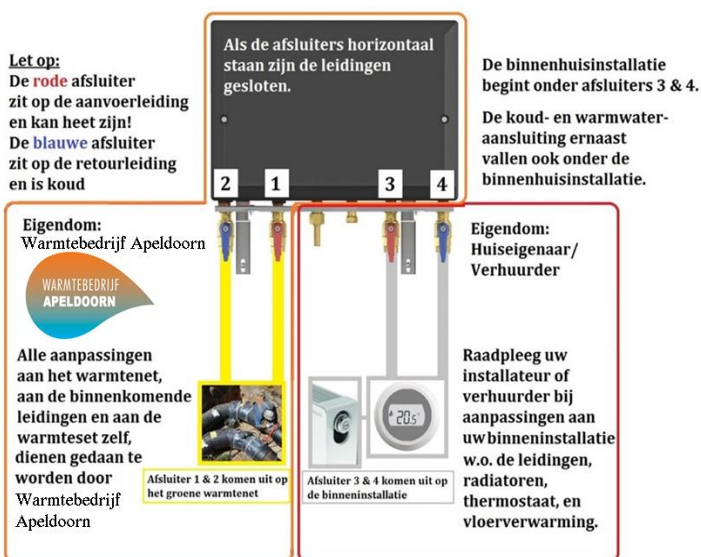 Let op:
De rode afsluiter
zit op de aanvoerleiding
en kan heet zijn!
De blauwe afsluiter
zit op de retourleiding
en is koud
Als de afsluiters horizontaal
staan zijn de leidingen
gesloten.
De binnenhuisinstallatie
begint onder afsluiters 3 & 4.
De koud- en warmwater-
aansluiting ernaast
vallen ook onder de
binnenhuisinstallatie.
2 1 3 4
Eigendom:
Warmtebedrijf Apeldoorn
WARMTEBEDRIJF
APELDOORN
Alle aanpassingen
aan het warmtenet,
aan de binnenkomende
leidingen en aan de
warmteset zelf,
dienen gedaan te
worden door
Warmtebedrijf
Apeldoorn
Afsluiter 1 & 2 komen uit op
het groene warmtenet
20.5°
Afsluiter 3 & 4 komen uit op
de binneninstallatie
Eigendom:
Huiseigenaar/
Verhuurder
Raadpleeg uw
installateur of
verhuurder bij
aanpassingen aan
uw binneninstallatie
w.o. de leidingen,
radiatoren,
thermostaat, en
vloerverwarming.